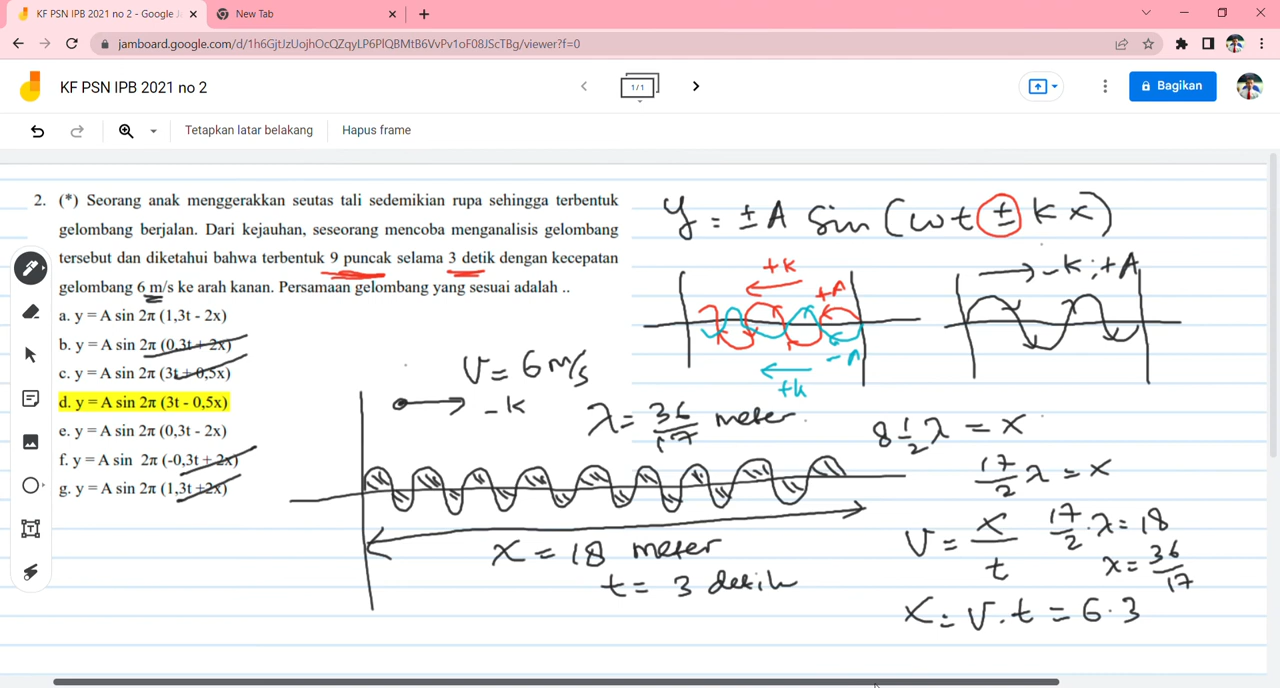 KF PSN IPB 2021 no 2 - Google J
New Tab
jamboard.google.com/d/1h6GjtJzUojhOcQZqyLP6PlQBMtB6VvPv1oF08JScTBg/viewer?f=0
KF PSN IPB 2021 no 2
1/1
Bagikan
Tetapkan latar belakang
Hapus frame
2. (*) Seorang anak menggerakkan seutas tali sedemikian rupa sehingga terbentuk
gelombang berjalan. Dari kejauhan, seseorang mencoba menganalisis gelombang
tersebut dan diketahui bahwa terbentuk 9 puncak selama 3 detik dengan kecepatan
gelombang 6 m/s ke arah kanan. Persamaan gelombang yang sesuai adalah ..
a. y = A sin 2π (1,3t - 2x)
b. y = A sin 2π (0,3t + 2x)
c. y = A sin 2π (3t + 0,5x)
d. y = A sin 2π (3t - 0,5x)
e. y = A sin 2π (0,3t - 2x)
f. y = A sin 2π (-0,3t + 2x)
g. y = A sin 2π (1,3t +2x)
y = ± A sin (ωt ± kx)
+k
+A
-A
+k
→ -k ; +A
v = 6 m/s
-k
λ = 36/17 meter
x = 18 meter
t = 3 detik
8 1/2 λ = x
17/2 λ = x
v = x/t
17/2 . λ = 18
λ = 36/17
x = v . t = 6 . 3